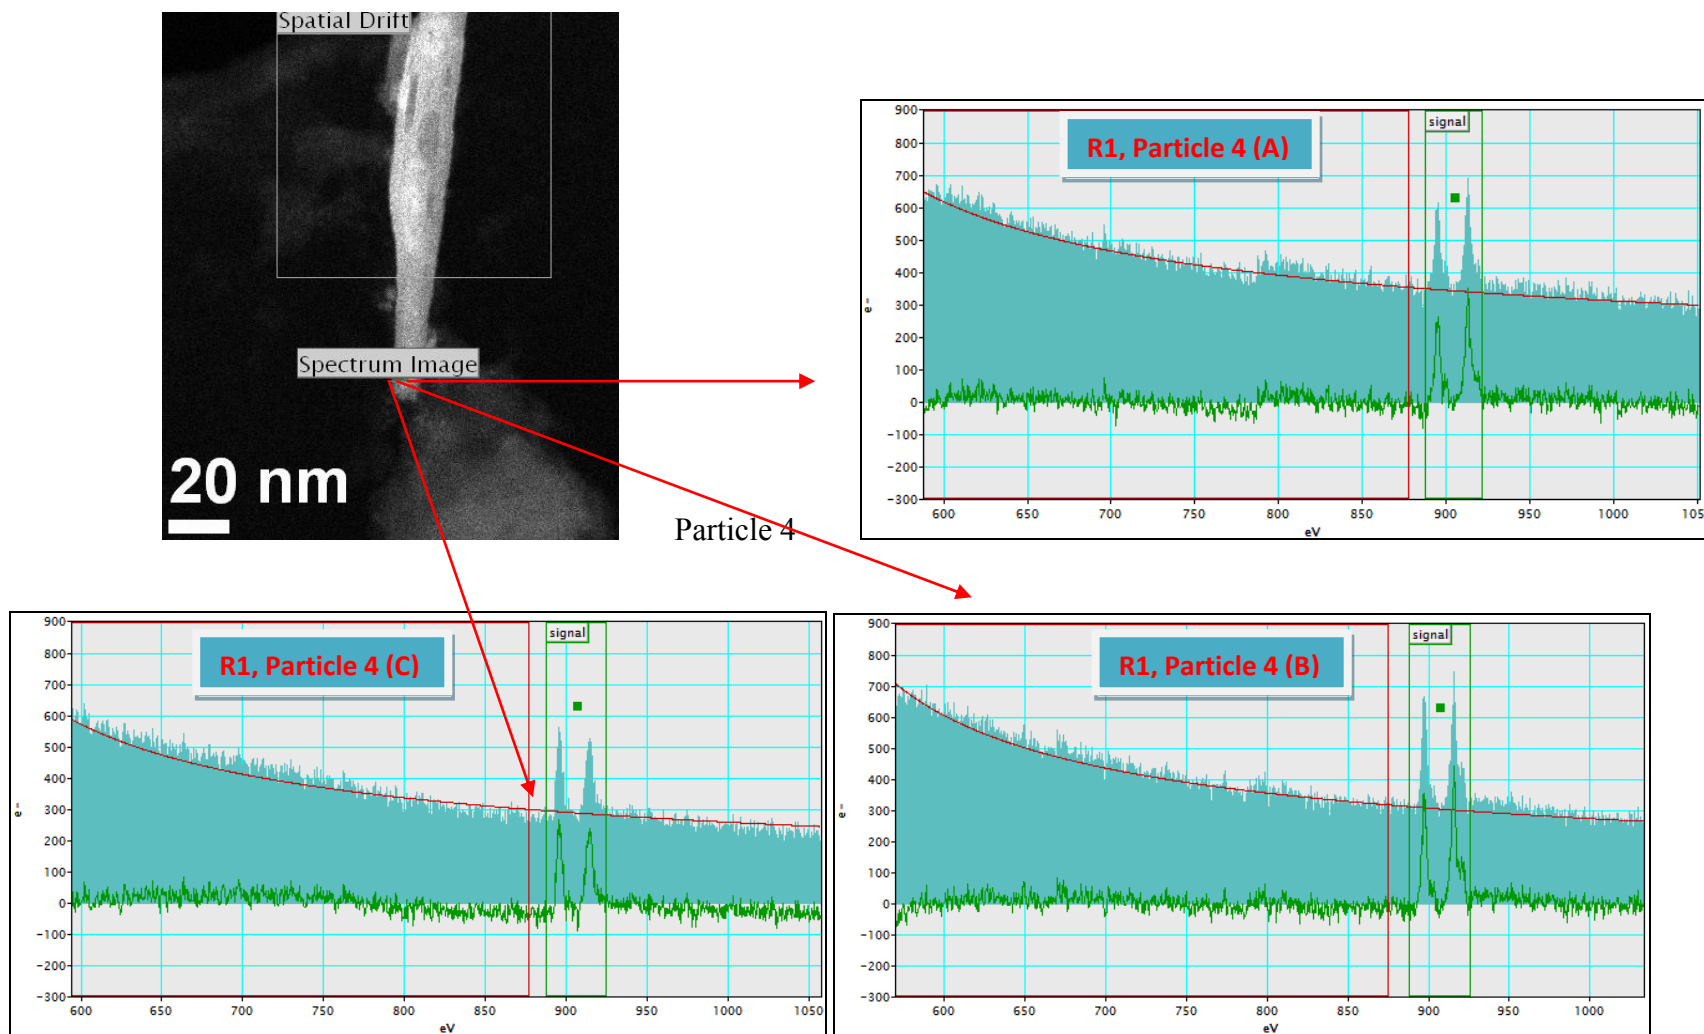 Spatial Drift
Spectrum Image
20 nm
Particle 4
R1, Particle 4 (A)
signal
900
800
700
600
500
400
300
200
100
0
-100
-200
-300
e-
600 650 700 750 800 850 900 950 1000 105
eV
R1, Particle 4 (C)
signal
900
800
700
600
500
400
300
200
100
0
-100
-200
-300
e-
600 650 700 750 800 850 900 950 1000 1050
eV
R1, Particle 4 (B)
signal
900
800
700
600
500
400
300
200
100
0
-100
-200
-300
e-
600 650 700 750 800 850 900 950 1000
eV